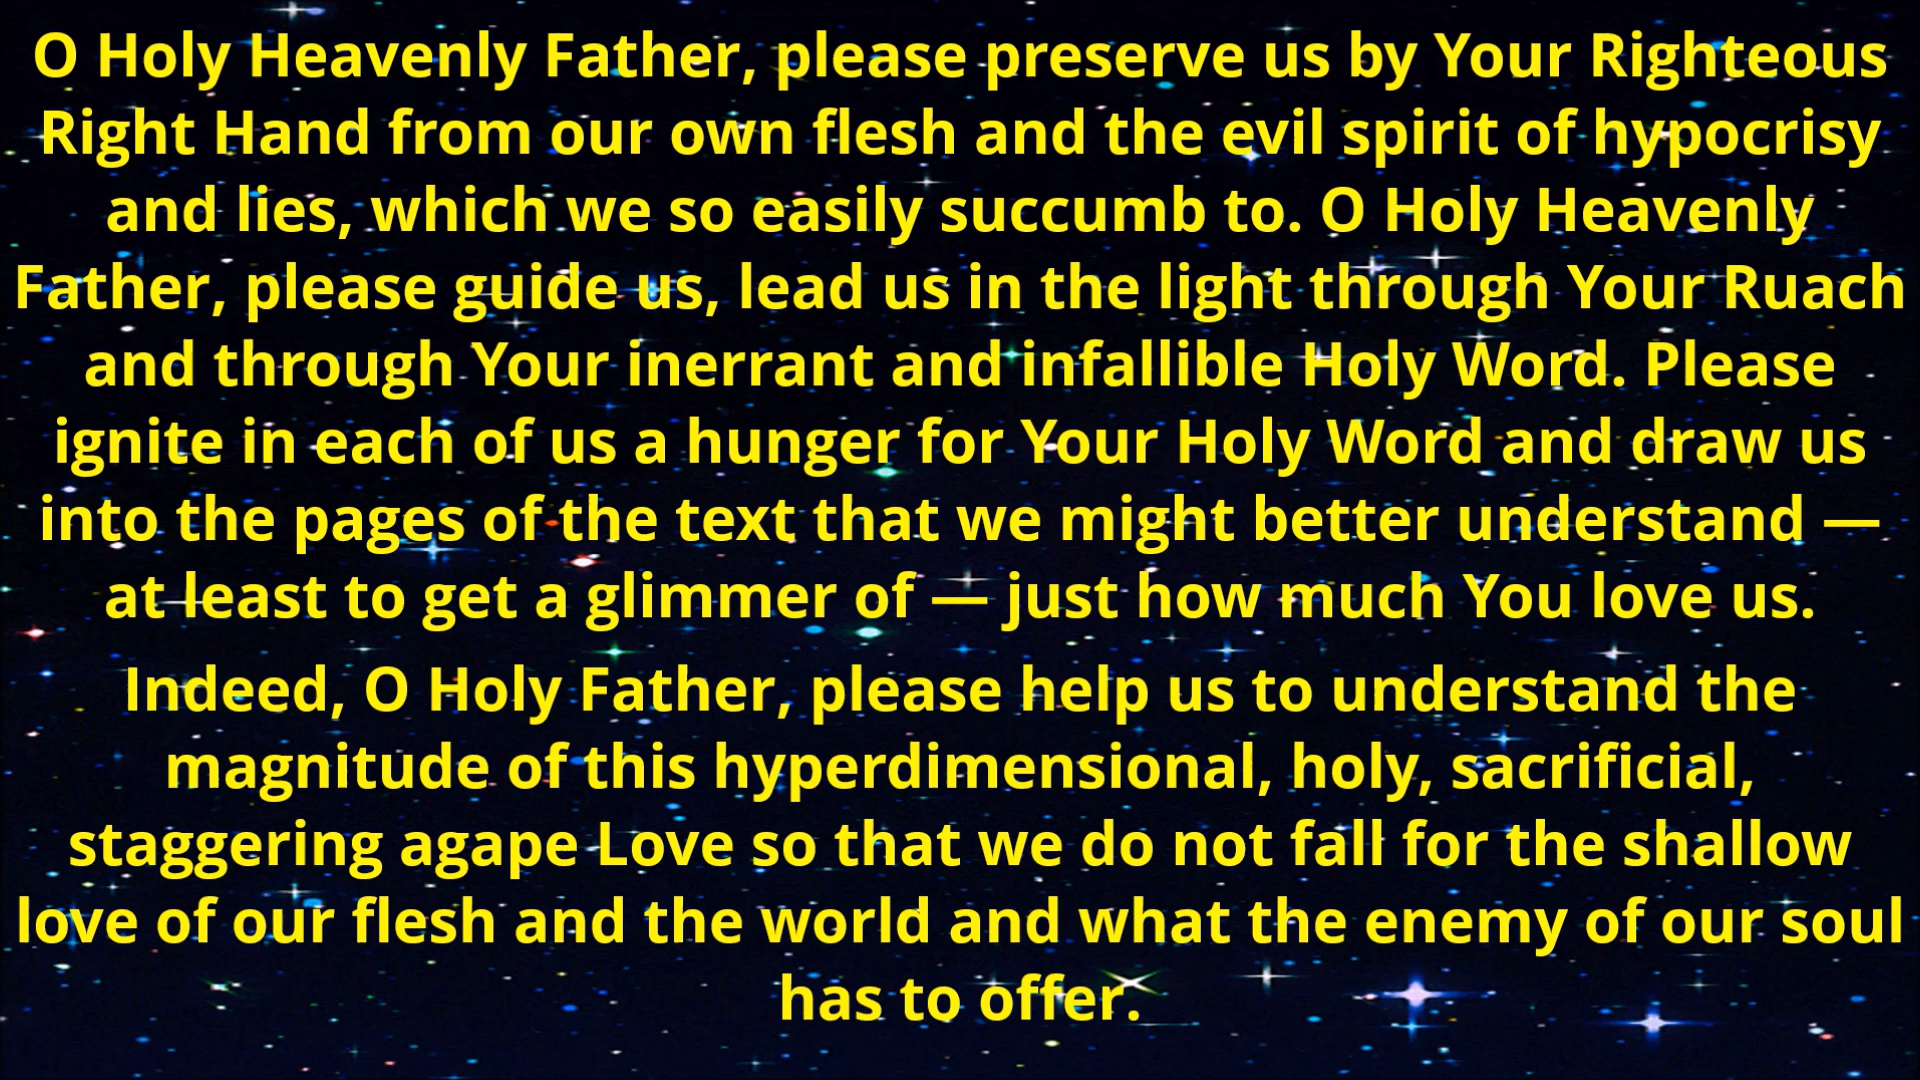 O Holy Heavenly Father, please preserve us by Your Righteous
Right Hand from our own flesh and the evil spirit of hypocrisy
and lies, which we so easily succumb to. O Holy Heavenly
Father, please guide us, lead us in the light through Your Ruach
and through Your inerrant and infallible Holy Word. Please
ignite in each of us a hunger for Your Holy Word and draw us
into the pages of the text that we might better understand —
at least to get a glimmer of — just how much You love us.
Indeed, O Holy Father, please help us to understand the
magnitude of this hyperdimensional, holy, sacrificial,
staggering agape Love so that we do not fall for the shallow
love of our flesh and the world and what the enemy of our soul
has to offer.